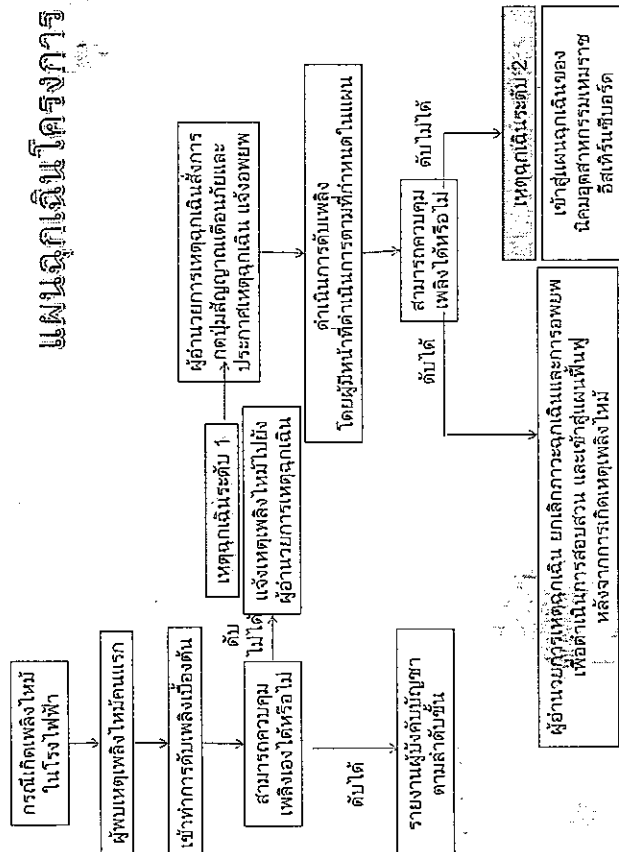 แผนฉุกเฉินโครงการ
กรณีเกิดเพลิงไหม้
ในโรงไฟฟ้า
ผู้พบเหตุเพลิงไหม้คนแรก
เข้าทำการดับเพลิงเบื้องต้น
สามารถควบคุม
เพลิงเองได้หรือไม่
ดับได้
รายงานผู้บังคับบัญชา
ตามลำดับขั้น
ดับ
ไม่ได้
แจ้งเหตุเพลิงไหม้ไปยัง
ผู้อำนวยการเหตุฉุกเฉิน
เหตุฉุกเฉินระดับ 1
ผู้อำนวยการเหตุฉุกเฉินสั่งการ
กดปุ่มสัญญาณเตือนภัยและ
ประกาศเหตุฉุกเฉิน แจ้งอพยพ
ดำเนินการดับเพลิง
โดยผู้มีหน้าที่ดำเนินการตามที่กำหนดในแผน
สามารถควบคุม
เพลิงได้หรือไม่
ดับได้
ดับไม่ได้
ผู้อำนวยการเหตุฉุกเฉิน ยกเลิกภาวะฉุกเฉินและการอพยพ
เพื่อดำเนินการสอบสวน และเข้าสู่แผนฟื้นฟู
หลังจากการเกิดเหตุเพลิงไหม้
เหตุฉุกเฉินระดับ 2
เข้าสู่แผนฉุกเฉินของ
นิคมอุตสาหกรรมเหมราช
อีสเทิร์นซีบอร์ด